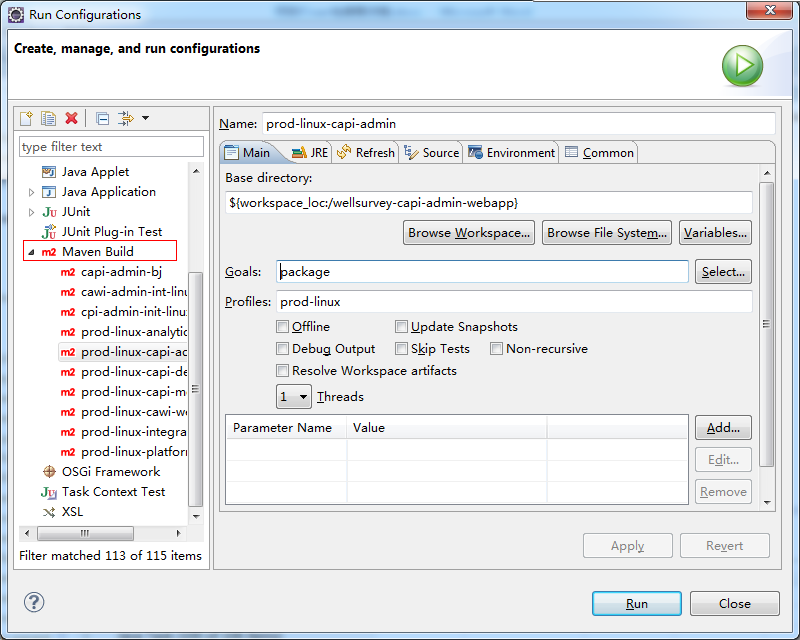 Run Configurations
Create, manage, and run configurations
type filter text
Java Applet
Java Application
JUnit
JUnit Plug-in Test
Maven Build
capi-admin-bj
cawi-admin-int-linu
cpi-admin-init-linux
prod-linux-analytic
prod-linux-capi-ad
prod-linux-capi-de
prod-linux-capi-m
prod-linux-cawi-we
prod-linux-integra
prod-linux-platforn
OSGi Framework
Task Context Test
XSL
Filter matched 113 of 115 items
Name: prod-linux-capi-admin
Main JRE Refresh Source Environment Common
Base directory:
${workspace_loc:/wellsurvey-capi-admin-webapp}
Browse Workspace... Browse File System... Variables...
Goals: package Select...
Profiles: prod-linux
Offline Update Snapshots
Debug Output Skip Tests Non-recursive
Resolve Workspace artifacts
1 Threads
Parameter Name Value
Add...
Edit...
Remove
Apply Revert
Run Close